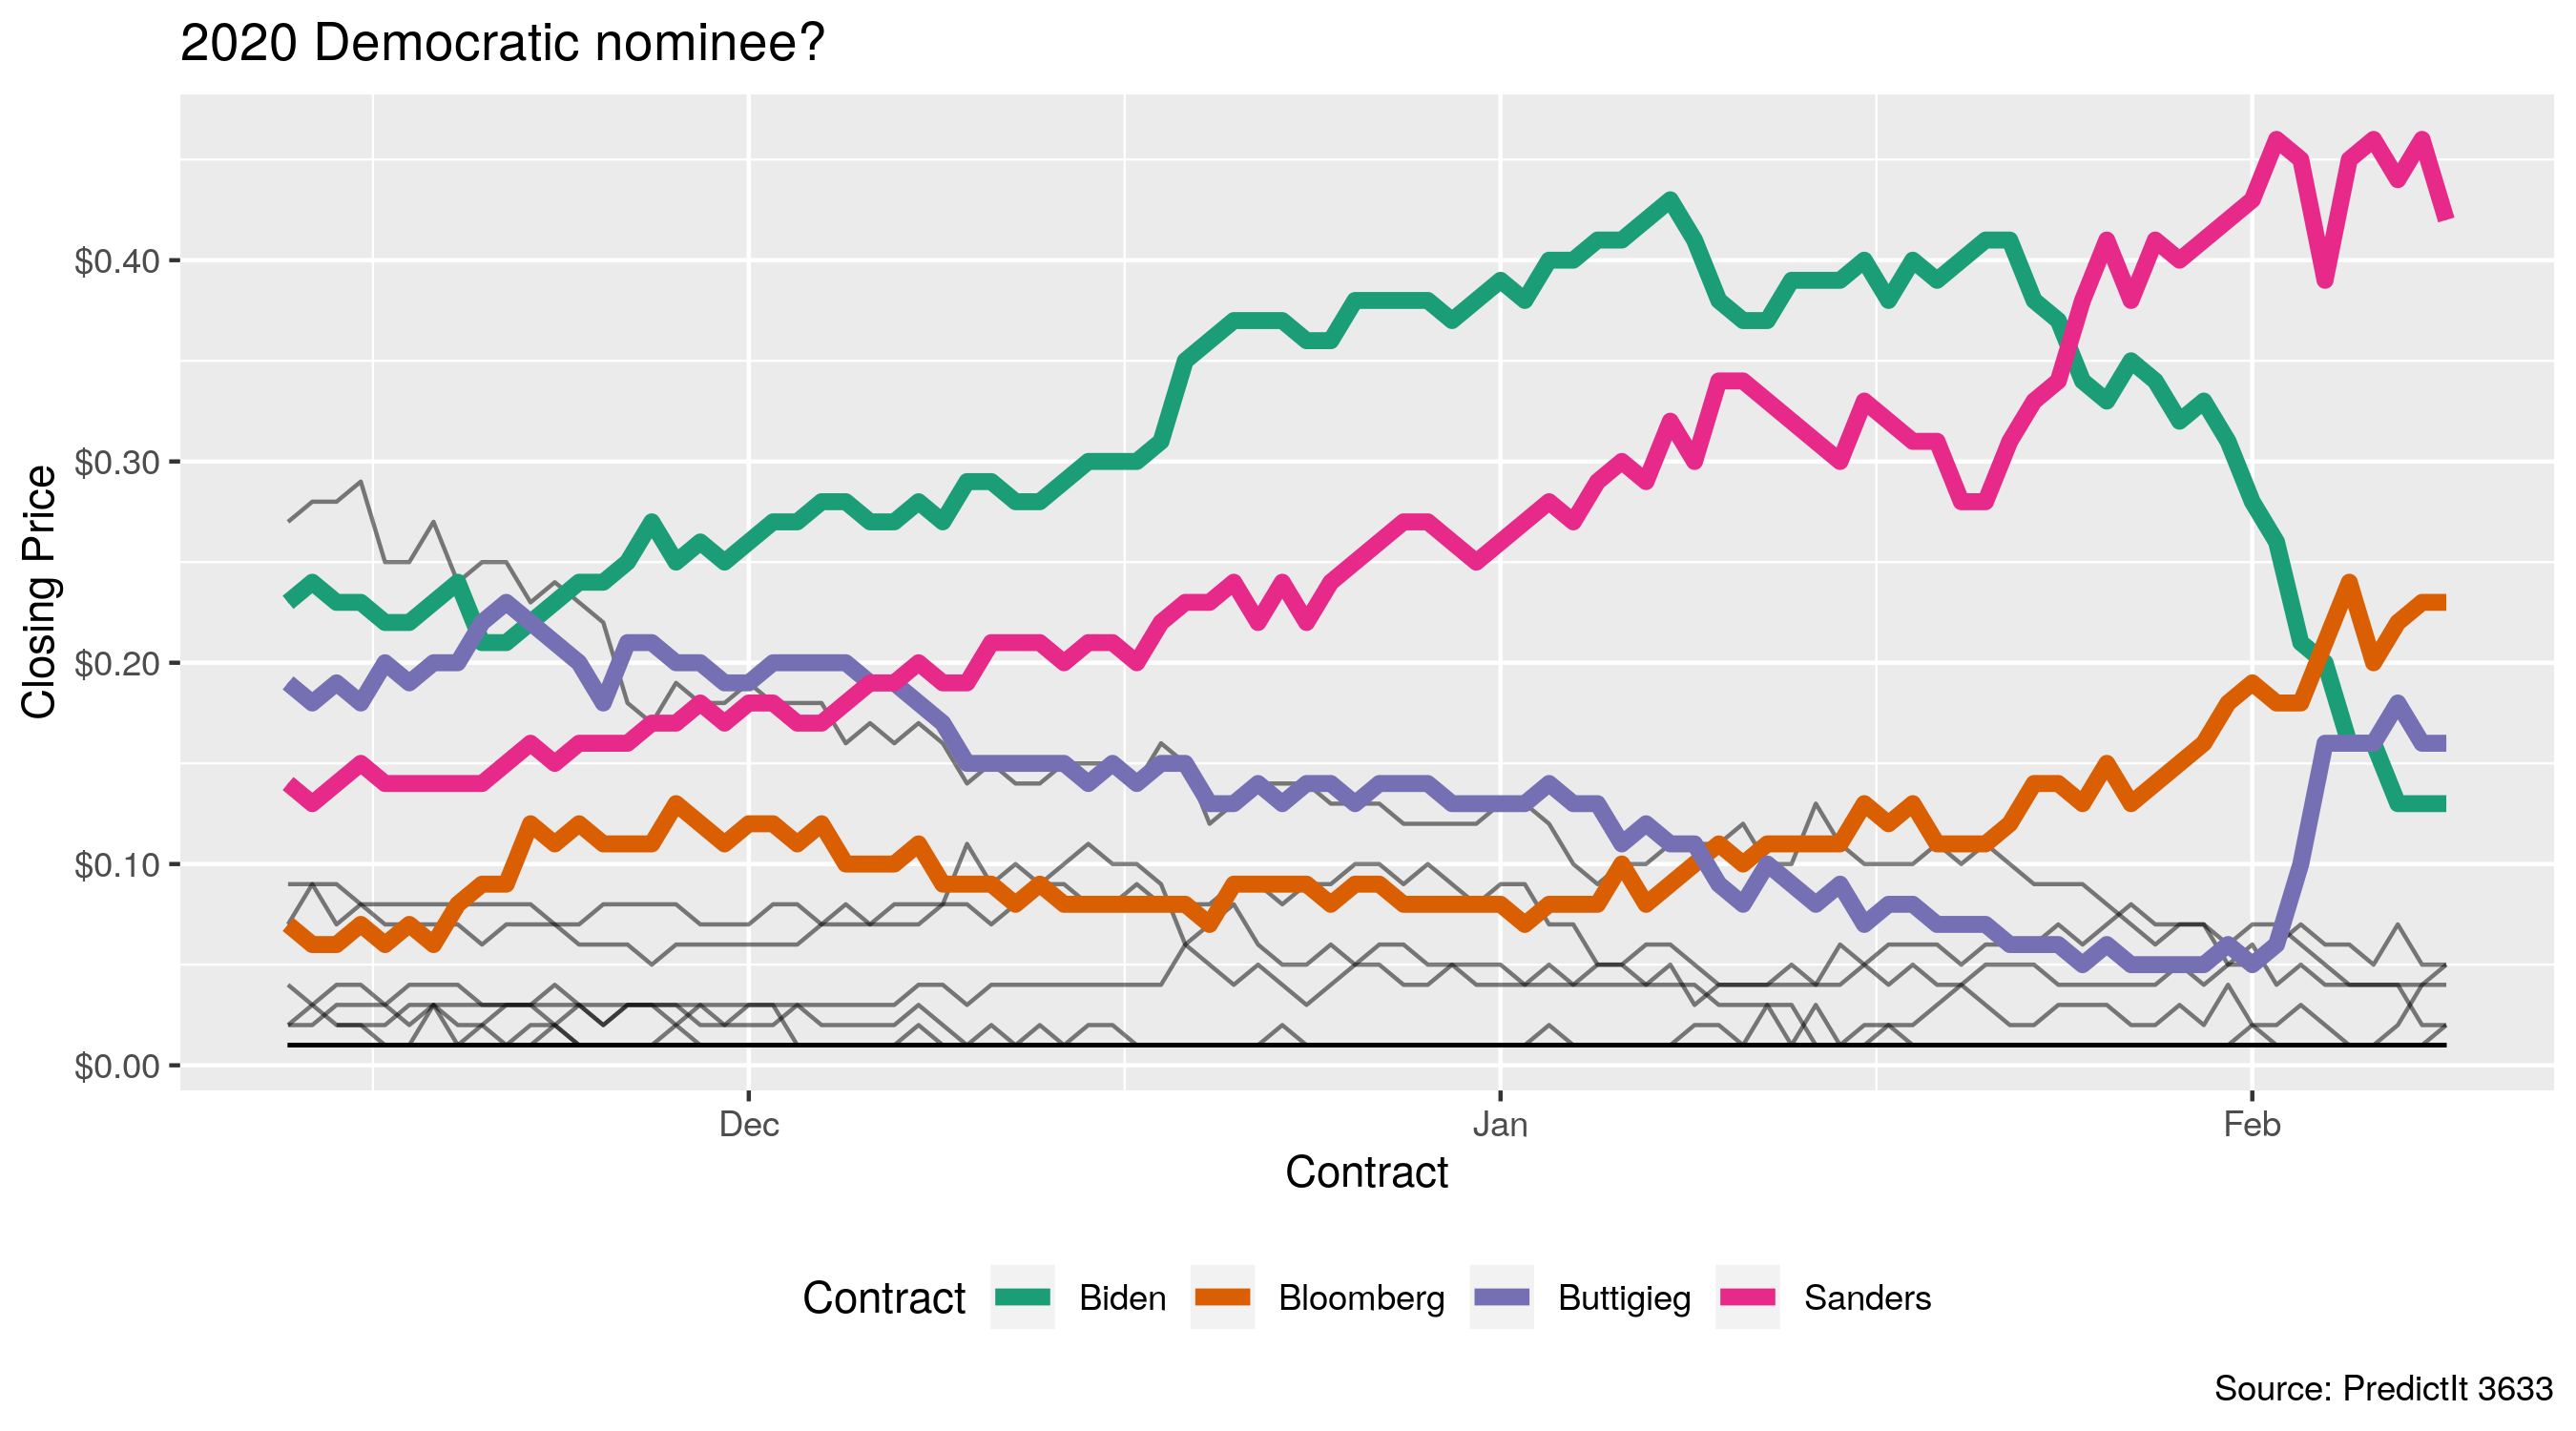 2020 Democratic nominee?
Closing Price
$0.40
$0.30
$0.20
$0.10
$0.00
Dec Jan Feb
Contract
Contract Biden Bloomberg Buttigieg Sanders
Source: PredictIt 3633